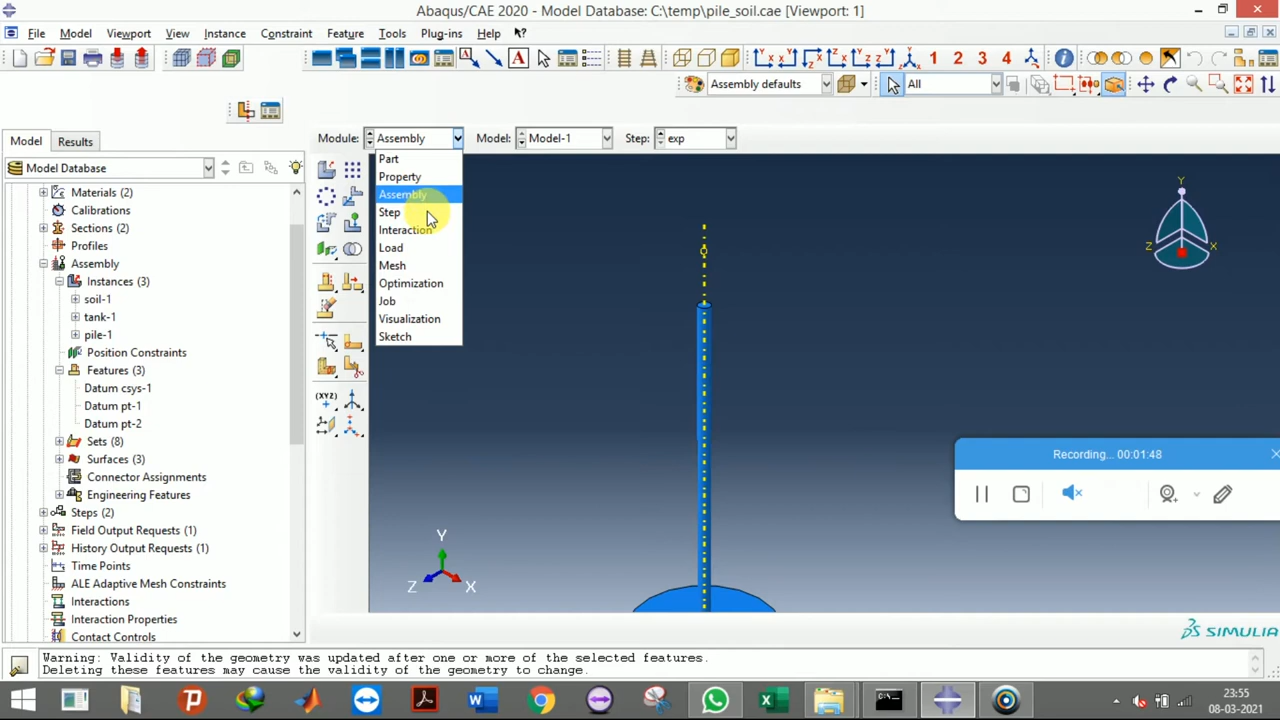 Abaqus/CAE 2020 - Model Database: C:\temp\pile_soil.cae [Viewport: 1]
File Model Viewport View Instance Constraint Feature Tools Plug-ins Help
1 2 3 4
Assembly defaults All
Model Results Module: Assembly Model: Model-1 Step: exp
Model Database
Part
Property
Assembly
Step
Interaction
Load
Mesh
Optimization
Job
Visualization
Sketch
Materials (2)
Calibrations
Sections (2)
Profiles
Assembly
Instances (3)
soil-1
tank-1
pile-1
Position Constraints
Features (3)
Datum csys-1
Datum pt-1
Datum pt-2
Sets (8)
Surfaces (3)
Connector Assignments
Engineering Features
Steps (2)
Field Output Requests (1)
History Output Requests (1)
Time Points
ALE Adaptive Mesh Constraints
Interactions
Interaction Properties
Contact Controls
(XYZ)
Y
Z X
Y
Z X
Recording... 00:01:48
SIMULIA
Warning: Validity of the geometry was updated after one or more of the selected features.
Deleting these features may cause the validity of the geometry to change.
23:55
08-03-2021